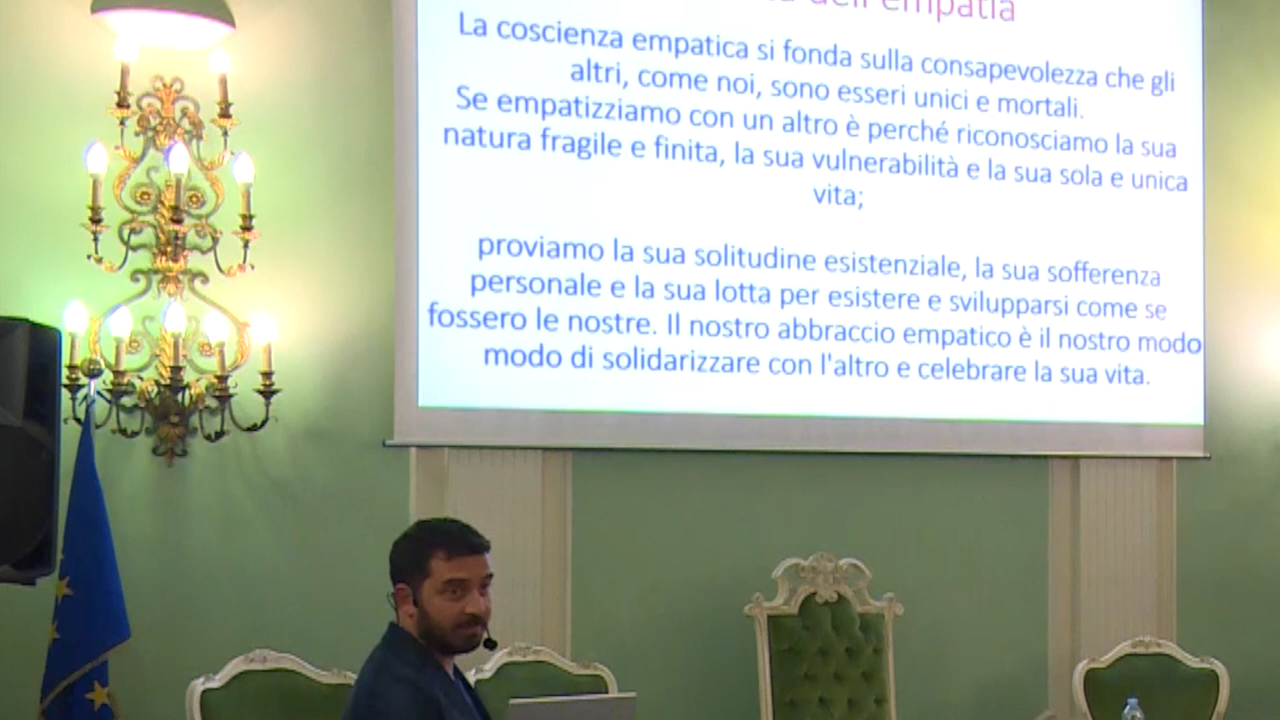 dell'empatia
La coscienza empatica si fonda sulla consapevolezza che gli
altri, come noi, sono esseri unici e mortali.
Se empatizziamo con un altro è perché riconosciamo la sua
natura fragile e finita, la sua vulnerabilità e la sua sola e unica
vita;
proviamo la sua solitudine esistenziale, la sua sofferenza
personale e la sua lotta per esistere e svilupparsi come se
fossero le nostre. Il nostro abbraccio empatico è il nostro modo
modo di solidarizzare con l'altro e celebrare la sua vita.